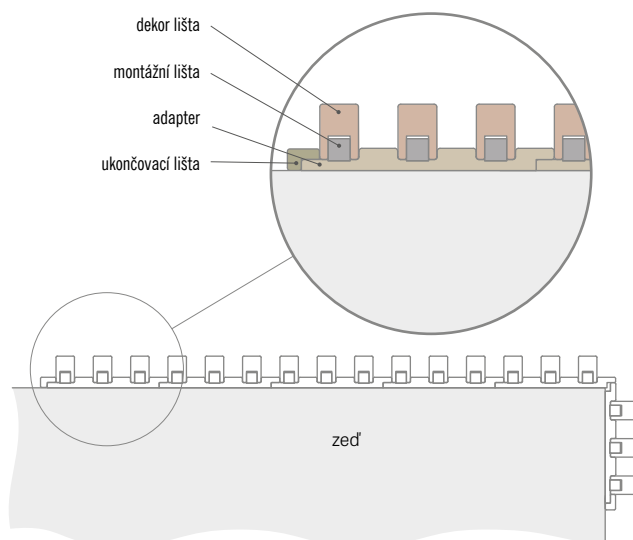 dekor lišta
montážní lišta
adapter
ukončovací lišta
zeď